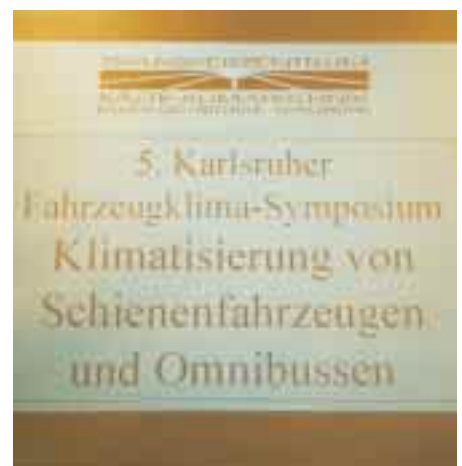 5. Karlsruher
Fahrzeugklima-Symposium
Klimatisierung von
Schienenfahrzeugen
und Omnibussen